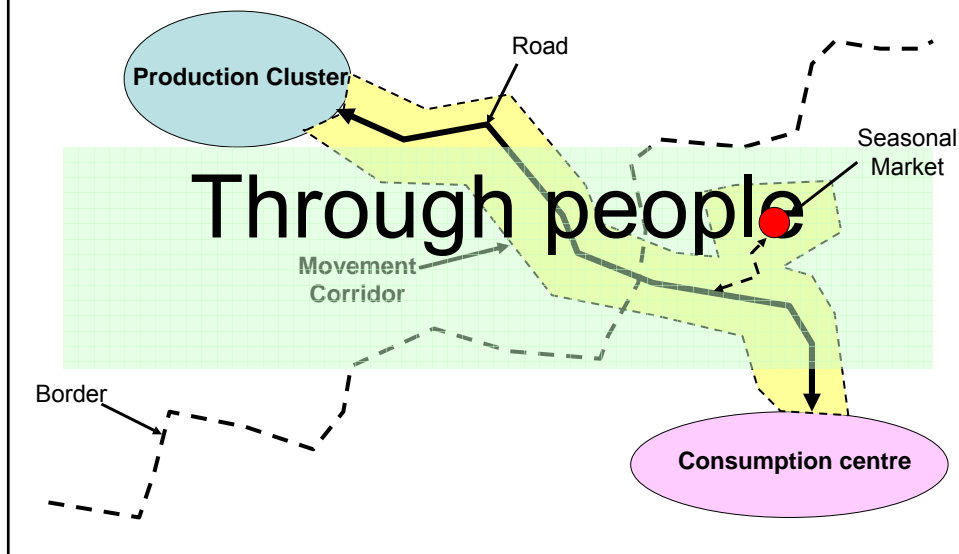 Road
Production Cluster
Seasonal
Market
Through people
Movement
Corridor
Border
Consumption centre